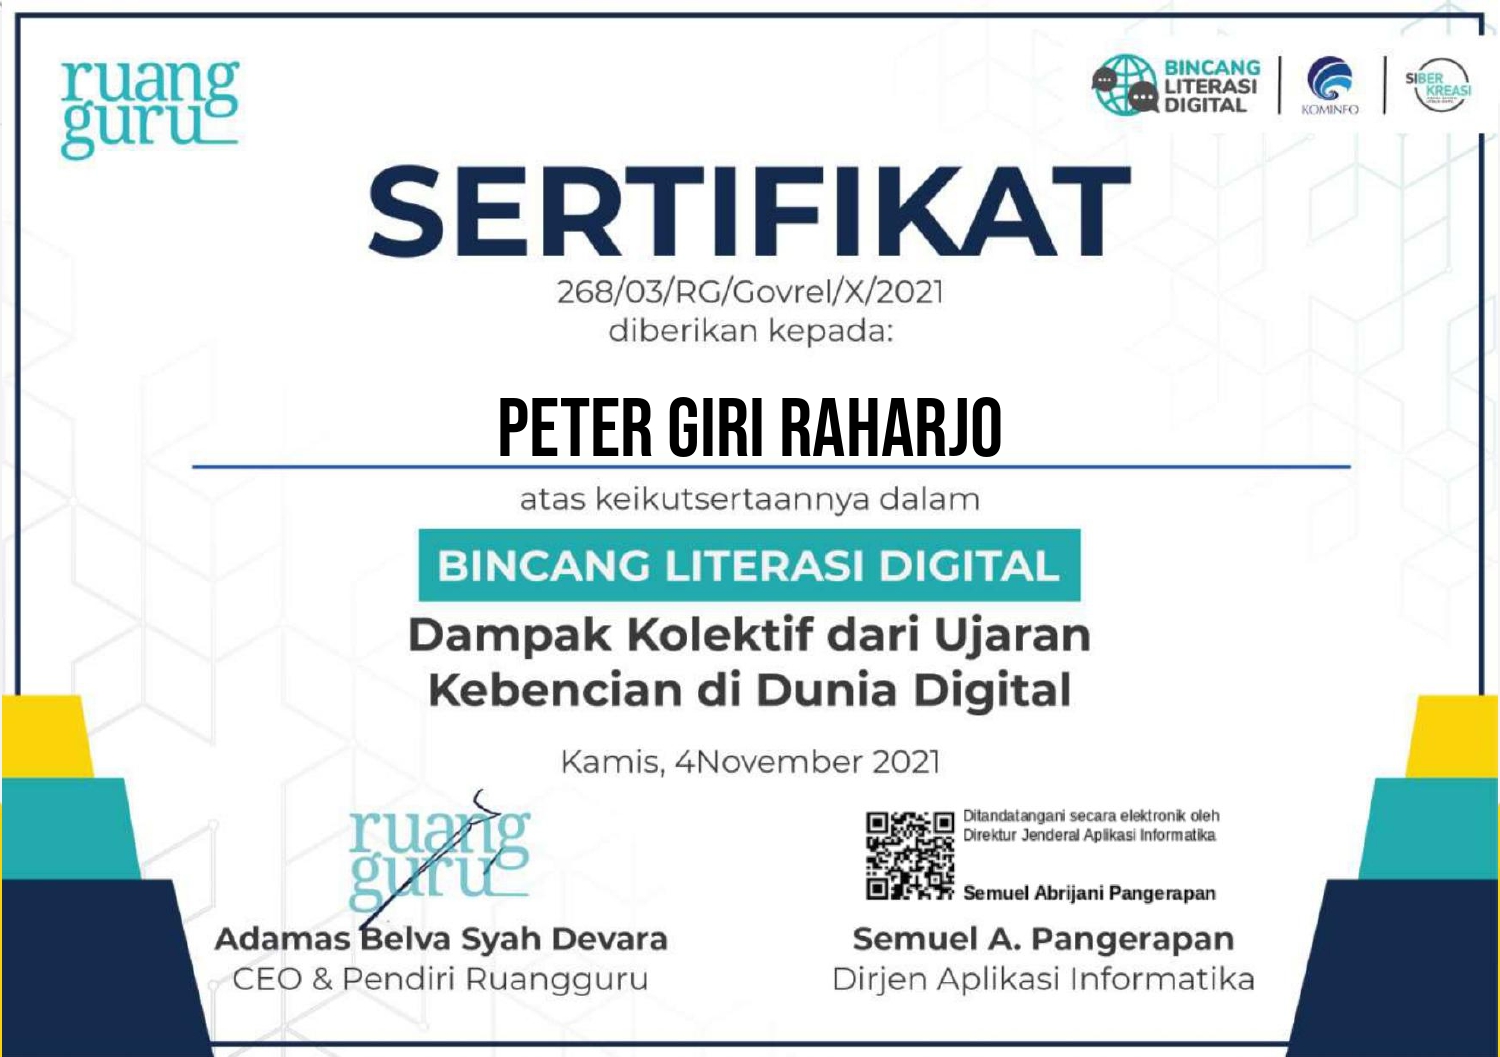 ruang
guru
BINCANG
LITERASI
DIGITAL
KOMINFO
SIBER
KREASI
SERTIFIKAT
268/03/RG/Govrel/X/2021
diberikan kepada:
PETER GIRI RAHARJO
atas keikutsertaannya dalam
BINCANG LITERASI DIGITAL
Dampak Kolektif dari Ujaran
Kebencian di Dunia Digital
Kamis, 4November 2021
ruang
guru
Adamas Belva Syah Devara
CEO & Pendiri Ruangguru
Ditandatangani secara elektronik oleh
Direktur Jenderal Aplikasi Informatika
Semuel Abrijani Pangerapan
Semuel A. Pangerapan
Dirjen Aplikasi Informatika